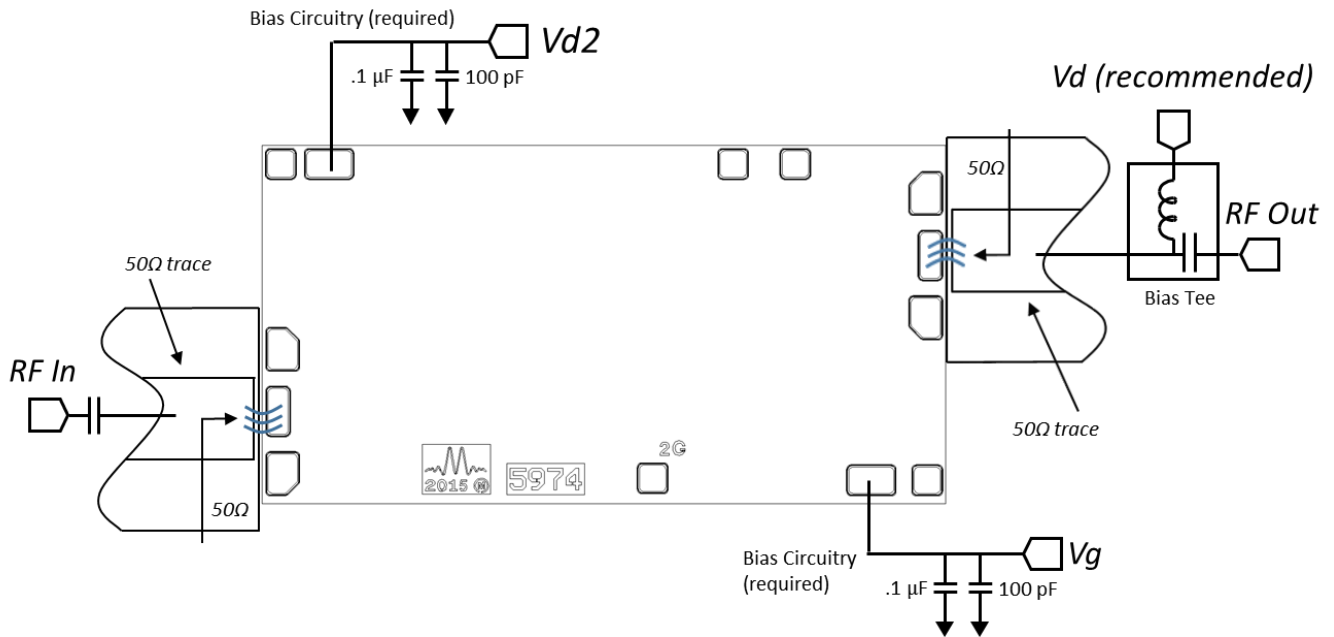 Bias Circuitry (required)
Vd2
.1 µF
100 pF
Vd (recommended)
50Ω
RF Out
Bias Tee
50Ω trace
50Ω trace
RF In
50Ω
2G
2015 M
5974
Bias Circuitry
(required)
Vg
.1 µF
100 pF